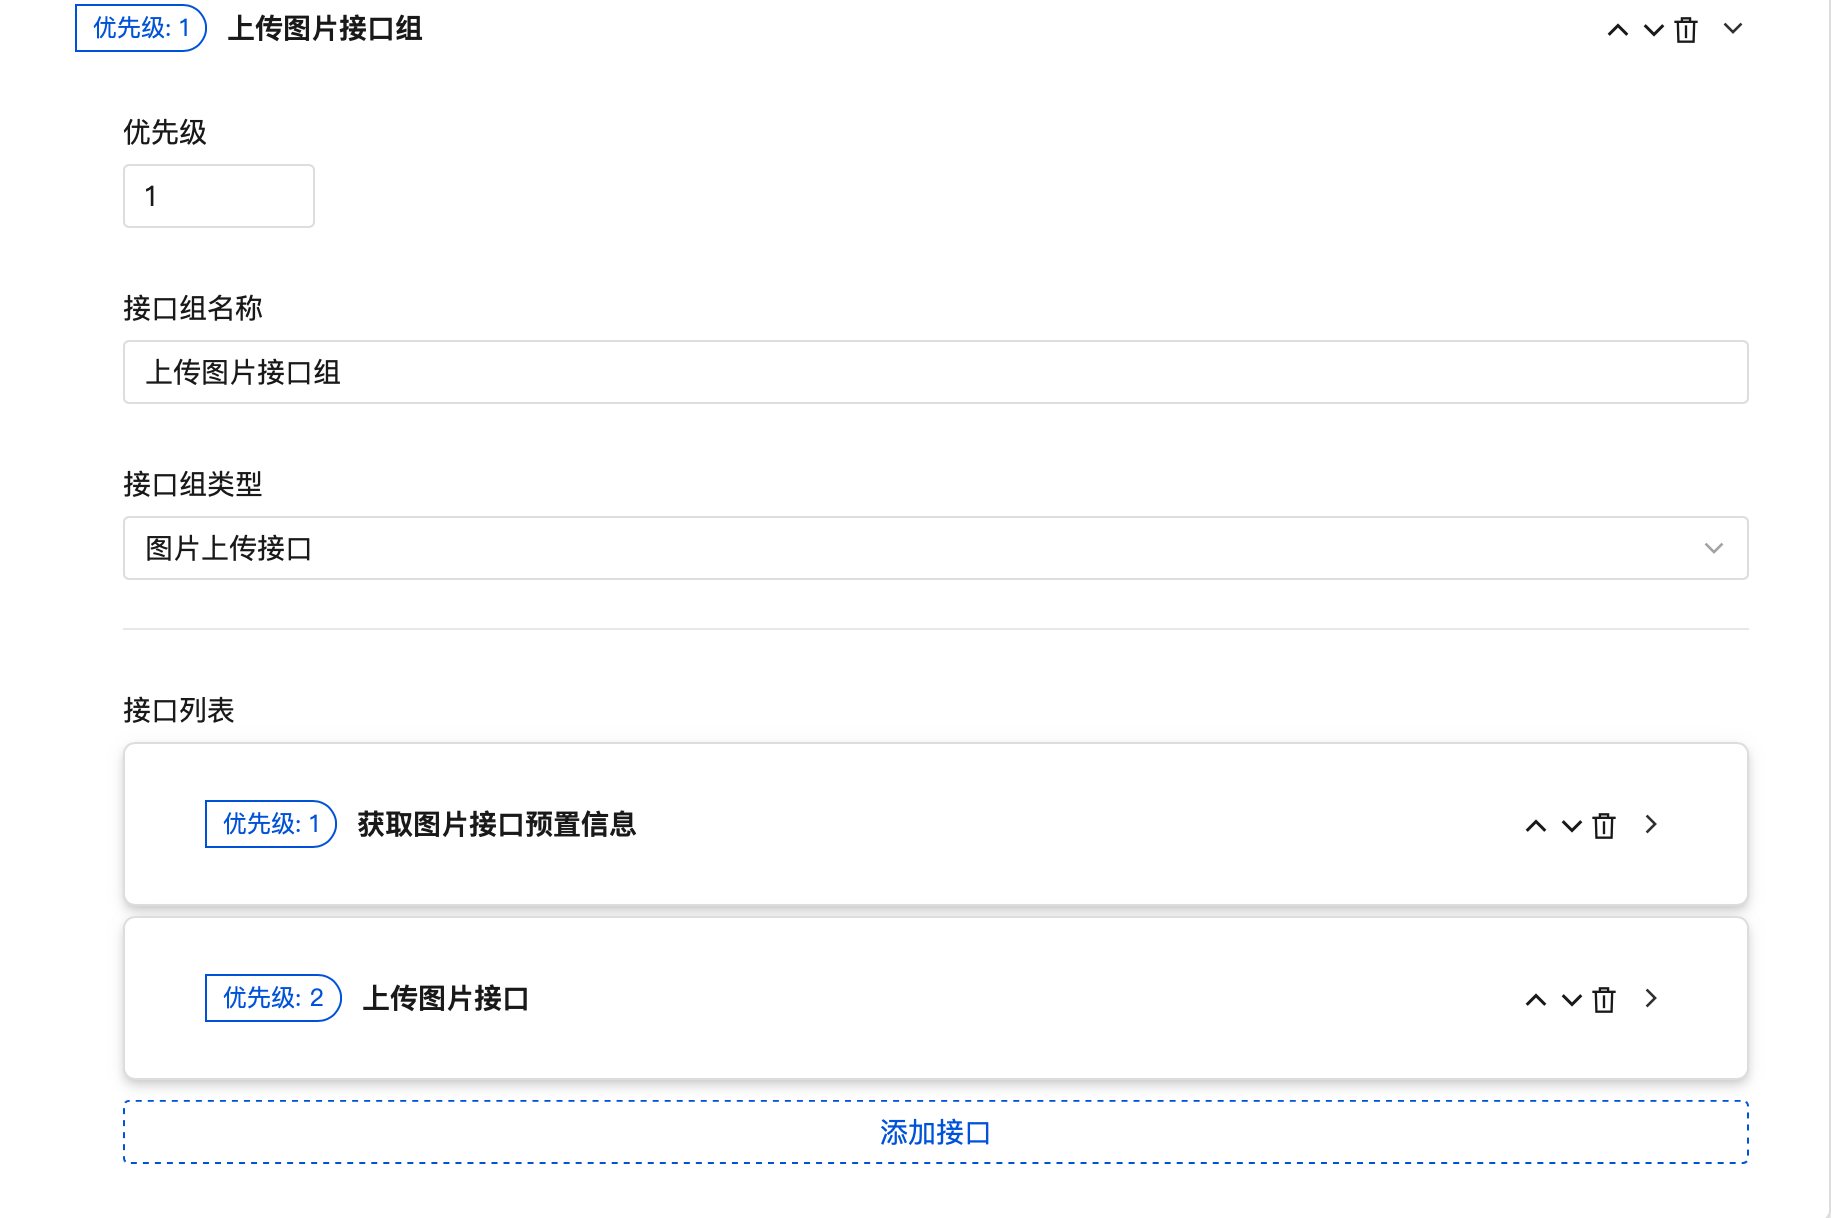 优先级: 1 上传图片接口组
优先级
1
接口组名称
上传图片接口组
接口组类型
图片上传接口
接口列表
优先级: 1 获取图片接口预置信息
优先级: 2 上传图片接口
添加接口